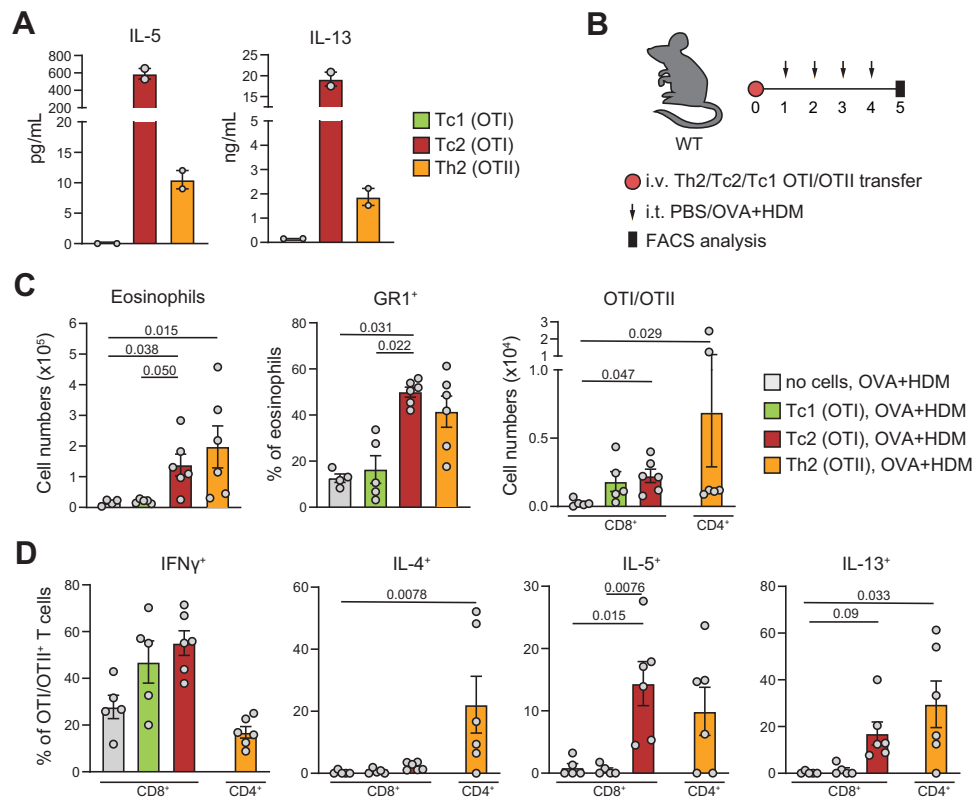 A
IL-5
pg/mL
800
600
400
200
20
15
10
5
0
IL-13
ng/mL
25
20
15
10
6
4
2
1
0
Tc1 (OTI)
Tc2 (OTI)
Th2 (OTII)
B
WT
0 1 2 3 4 5
i.v. Th2/Tc2/Tc1 OTI/OTII transfer
i.t. PBS/OVA+HDM
FACS analysis
C
Eosinophils
Cell numbers (x10⁵)
6
5
4
3
2
1
0
0.015
0.038
0.050
GR1⁺
% of eosinophils
80
60
40
20
0
0.031
0.022
OTI/OTII
Cell numbers (x10⁴)
4
3
2
1
1.0
0.5
0.0
0.029
0.047
CD8⁺ CD4⁺
no cells, OVA+HDM
Tc1 (OTI), OVA+HDM
Tc2 (OTI), OVA+HDM
Th2 (OTII), OVA+HDM
D
IFNγ⁺
% of OTI/OTII⁺ T cells
80
60
40
20
0
CD8⁺ CD4⁺
IL-4⁺
60
40
20
0
0.0078
CD8⁺ CD4⁺
IL-5⁺
30
20
10
0
0.0076
0.015
CD8⁺ CD4⁺
IL-13⁺
80
60
40
20
0
0.033
0.09
CD8⁺ CD4⁺